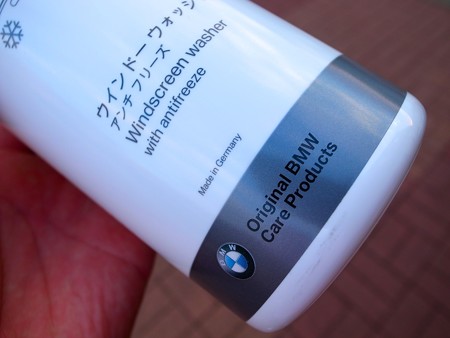 ウインドーウォッシ
アンチフリーズ
Windscreen washer
with antifreeze
Made in Germany
Original BMW
Care Products
BMW